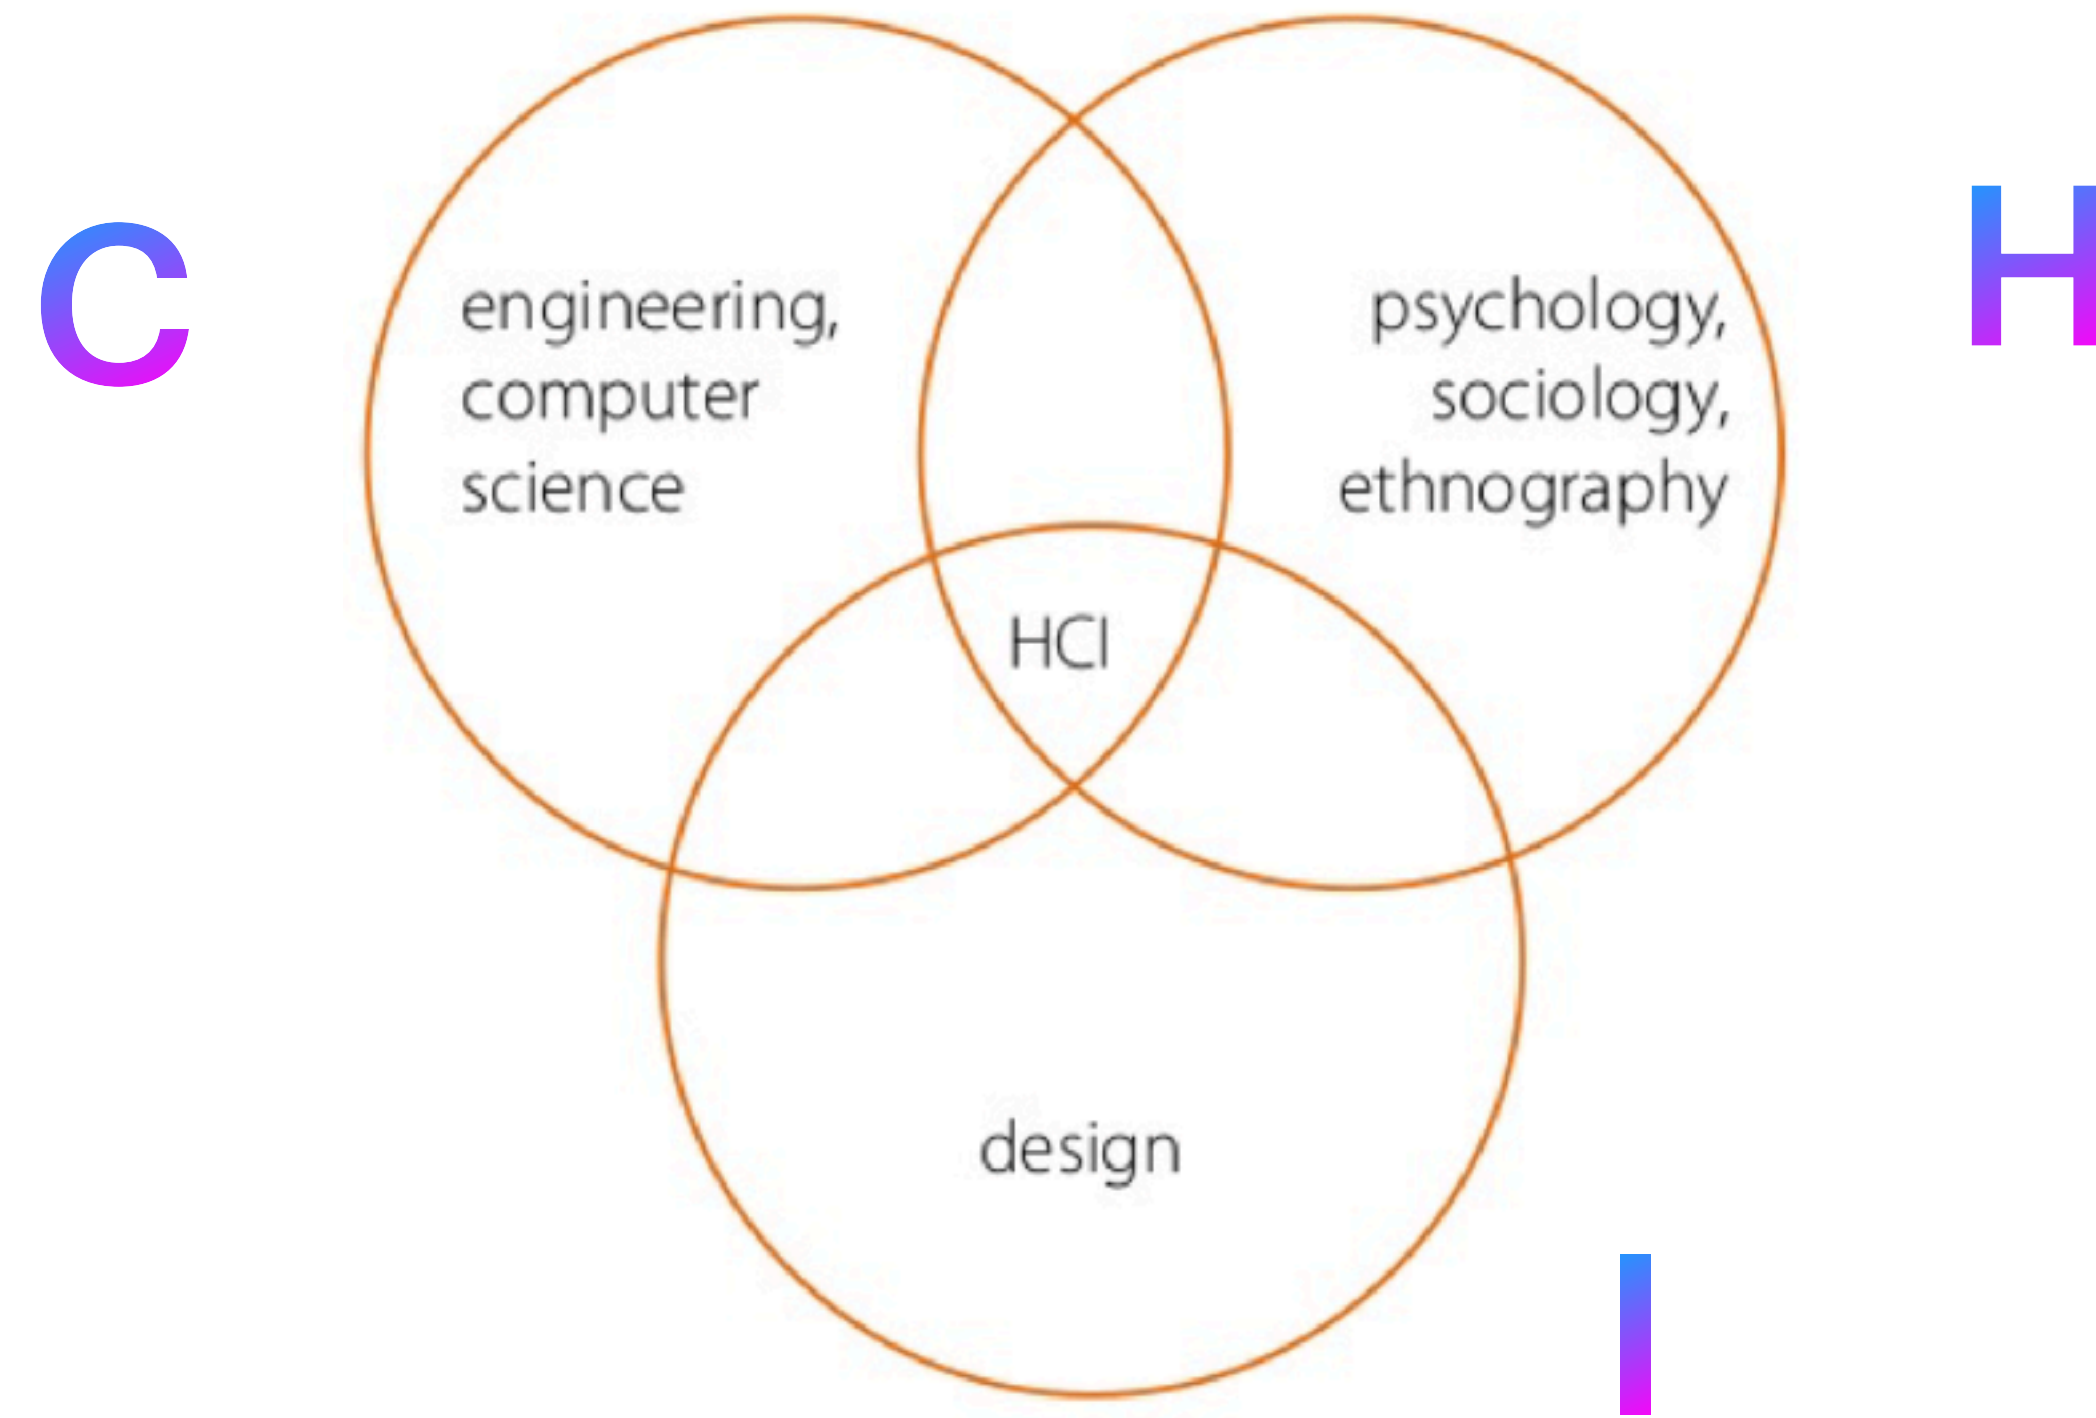 C
H
engineering,
computer
science
psychology,
sociology,
ethnography
HCI
design
I